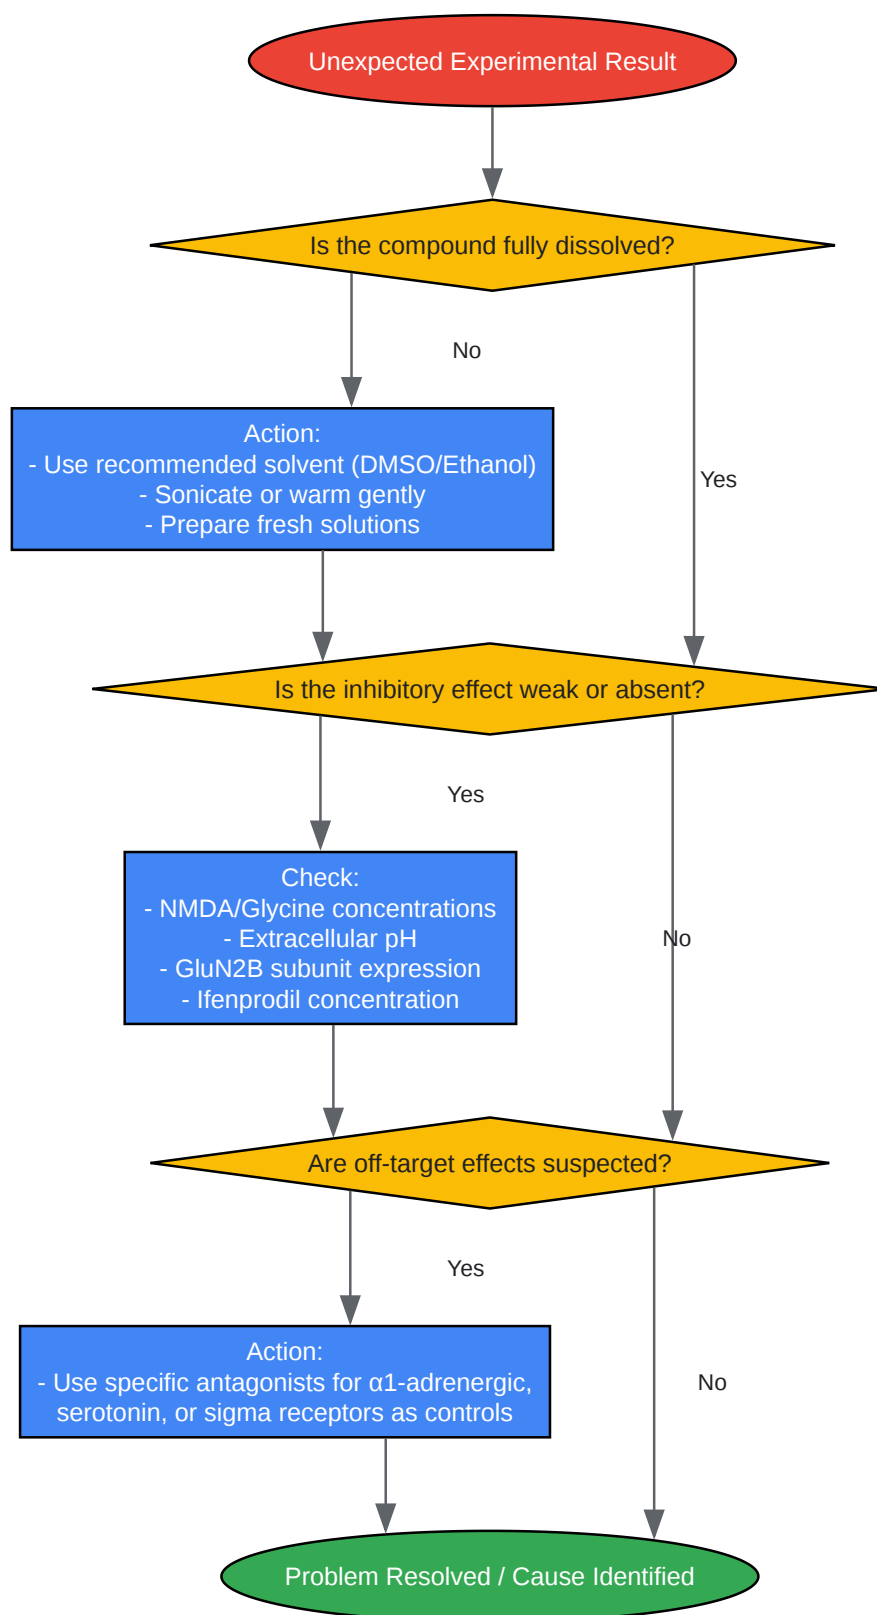 Unexpected Experimental Result
Is the compound fully dissolved?
No
Action:
- Use recommended solvent (DMSO/Ethanol)
- Sonicate or warm gently
- Prepare fresh solutions
Yes
Is the inhibitory effect weak or absent?
Yes
Check:
- NMDA/Glycine concentrations
- Extracellular pH
- GluN2B subunit expression
- Ifenprodil concentration
No
Are off-target effects suspected?
Yes
Action:
- Use specific antagonists for α1-adrenergic,
serotonin, or sigma receptors as controls
No
Problem Resolved / Cause Identified